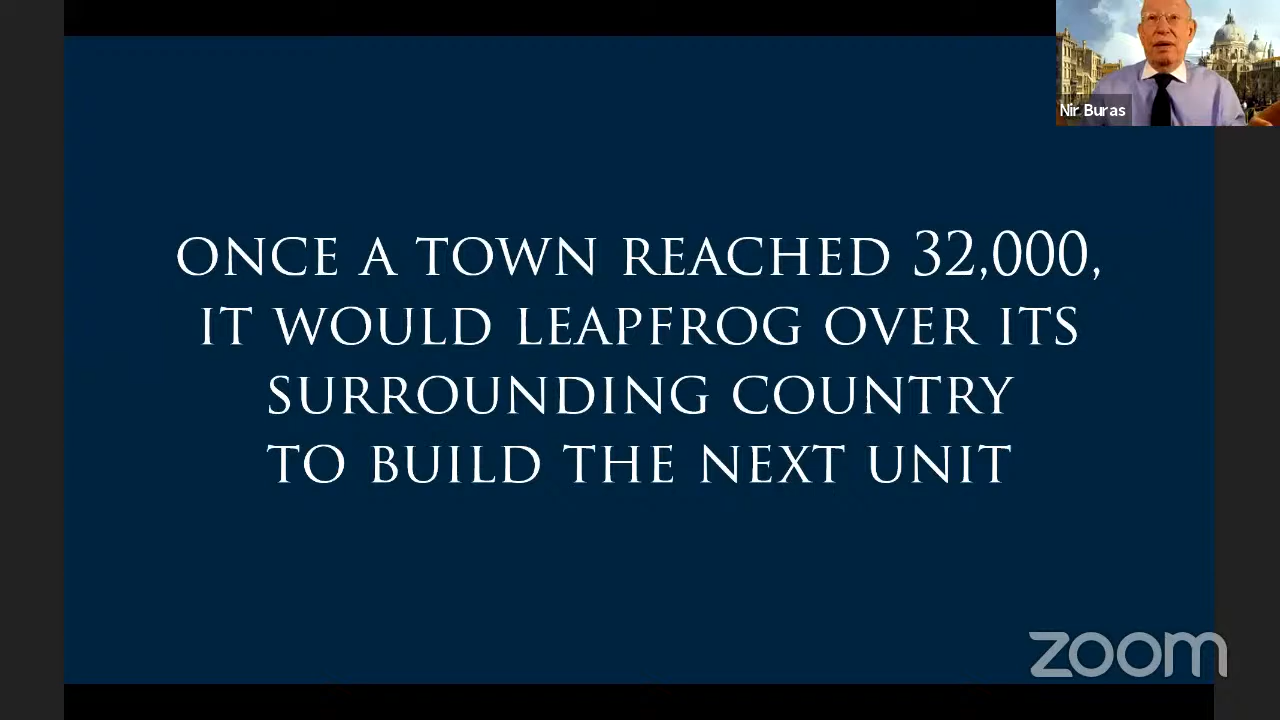 Nir Buras
ONCE A TOWN REACHED 32,000,
IT WOULD LEAPFROG OVER ITS
SURROUNDING COUNTRY
TO BUILD THE NEXT UNIT
zoom